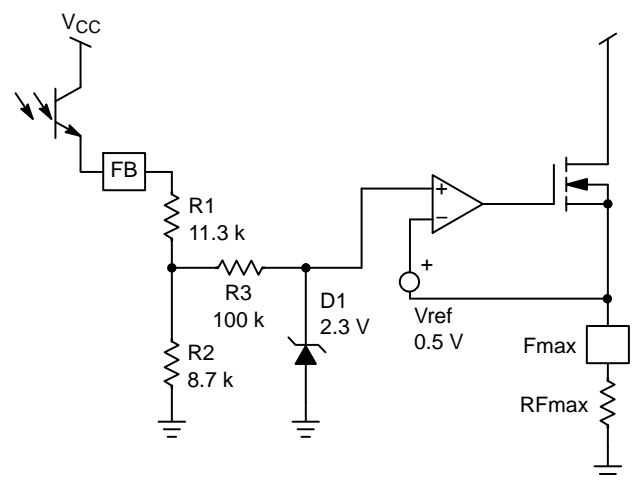 VCC
FB
R1
11.3 k
R3
100 k
D1
2.3 V
R2
8.7 k
+
−
+
Vref
0.5 V
Fmax
RFmax